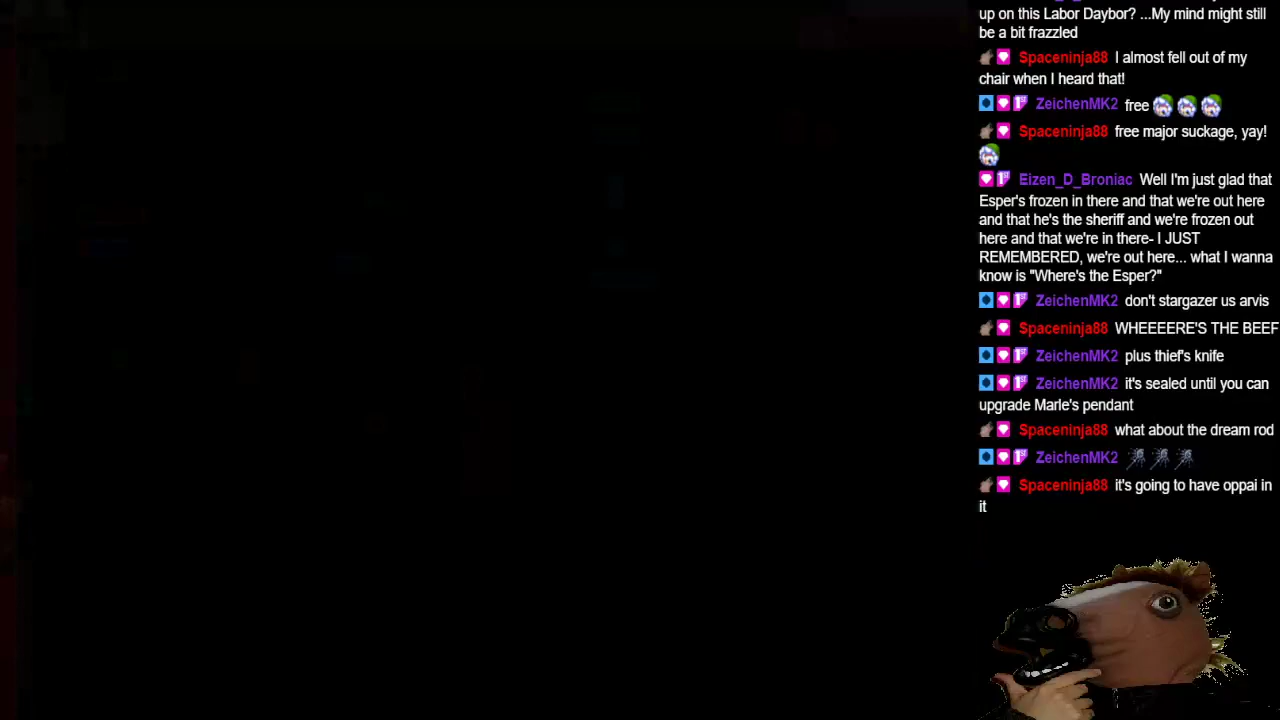 up on this Labor Daybor? ...My mind might still
be a bit frazzled
Spaceninja88 I almost fell out of my
chair when I heard that!
ZeichenMK2 free
Spaceninja88 free major suckage, yay!
Eizen_D_Broniac Well I'm just glad that
Esper's frozen in there and that we're out here
and that he's the sheriff and we're frozen out
here and that we're in there- I JUST
REMEMBERED, we're out here... what I wanna
know is "Where's the Esper?"
ZeichenMK2 don't stargazer us arvis
Spaceninja88 WHEEEERE'S THE BEEF
ZeichenMK2 plus thief's knife
ZeichenMK2 it's sealed until you can
upgrade Marle's pendant
Spaceninja88 what about the dream rod
ZeichenMK2
Spaceninja88 it's going to have oppai in
it